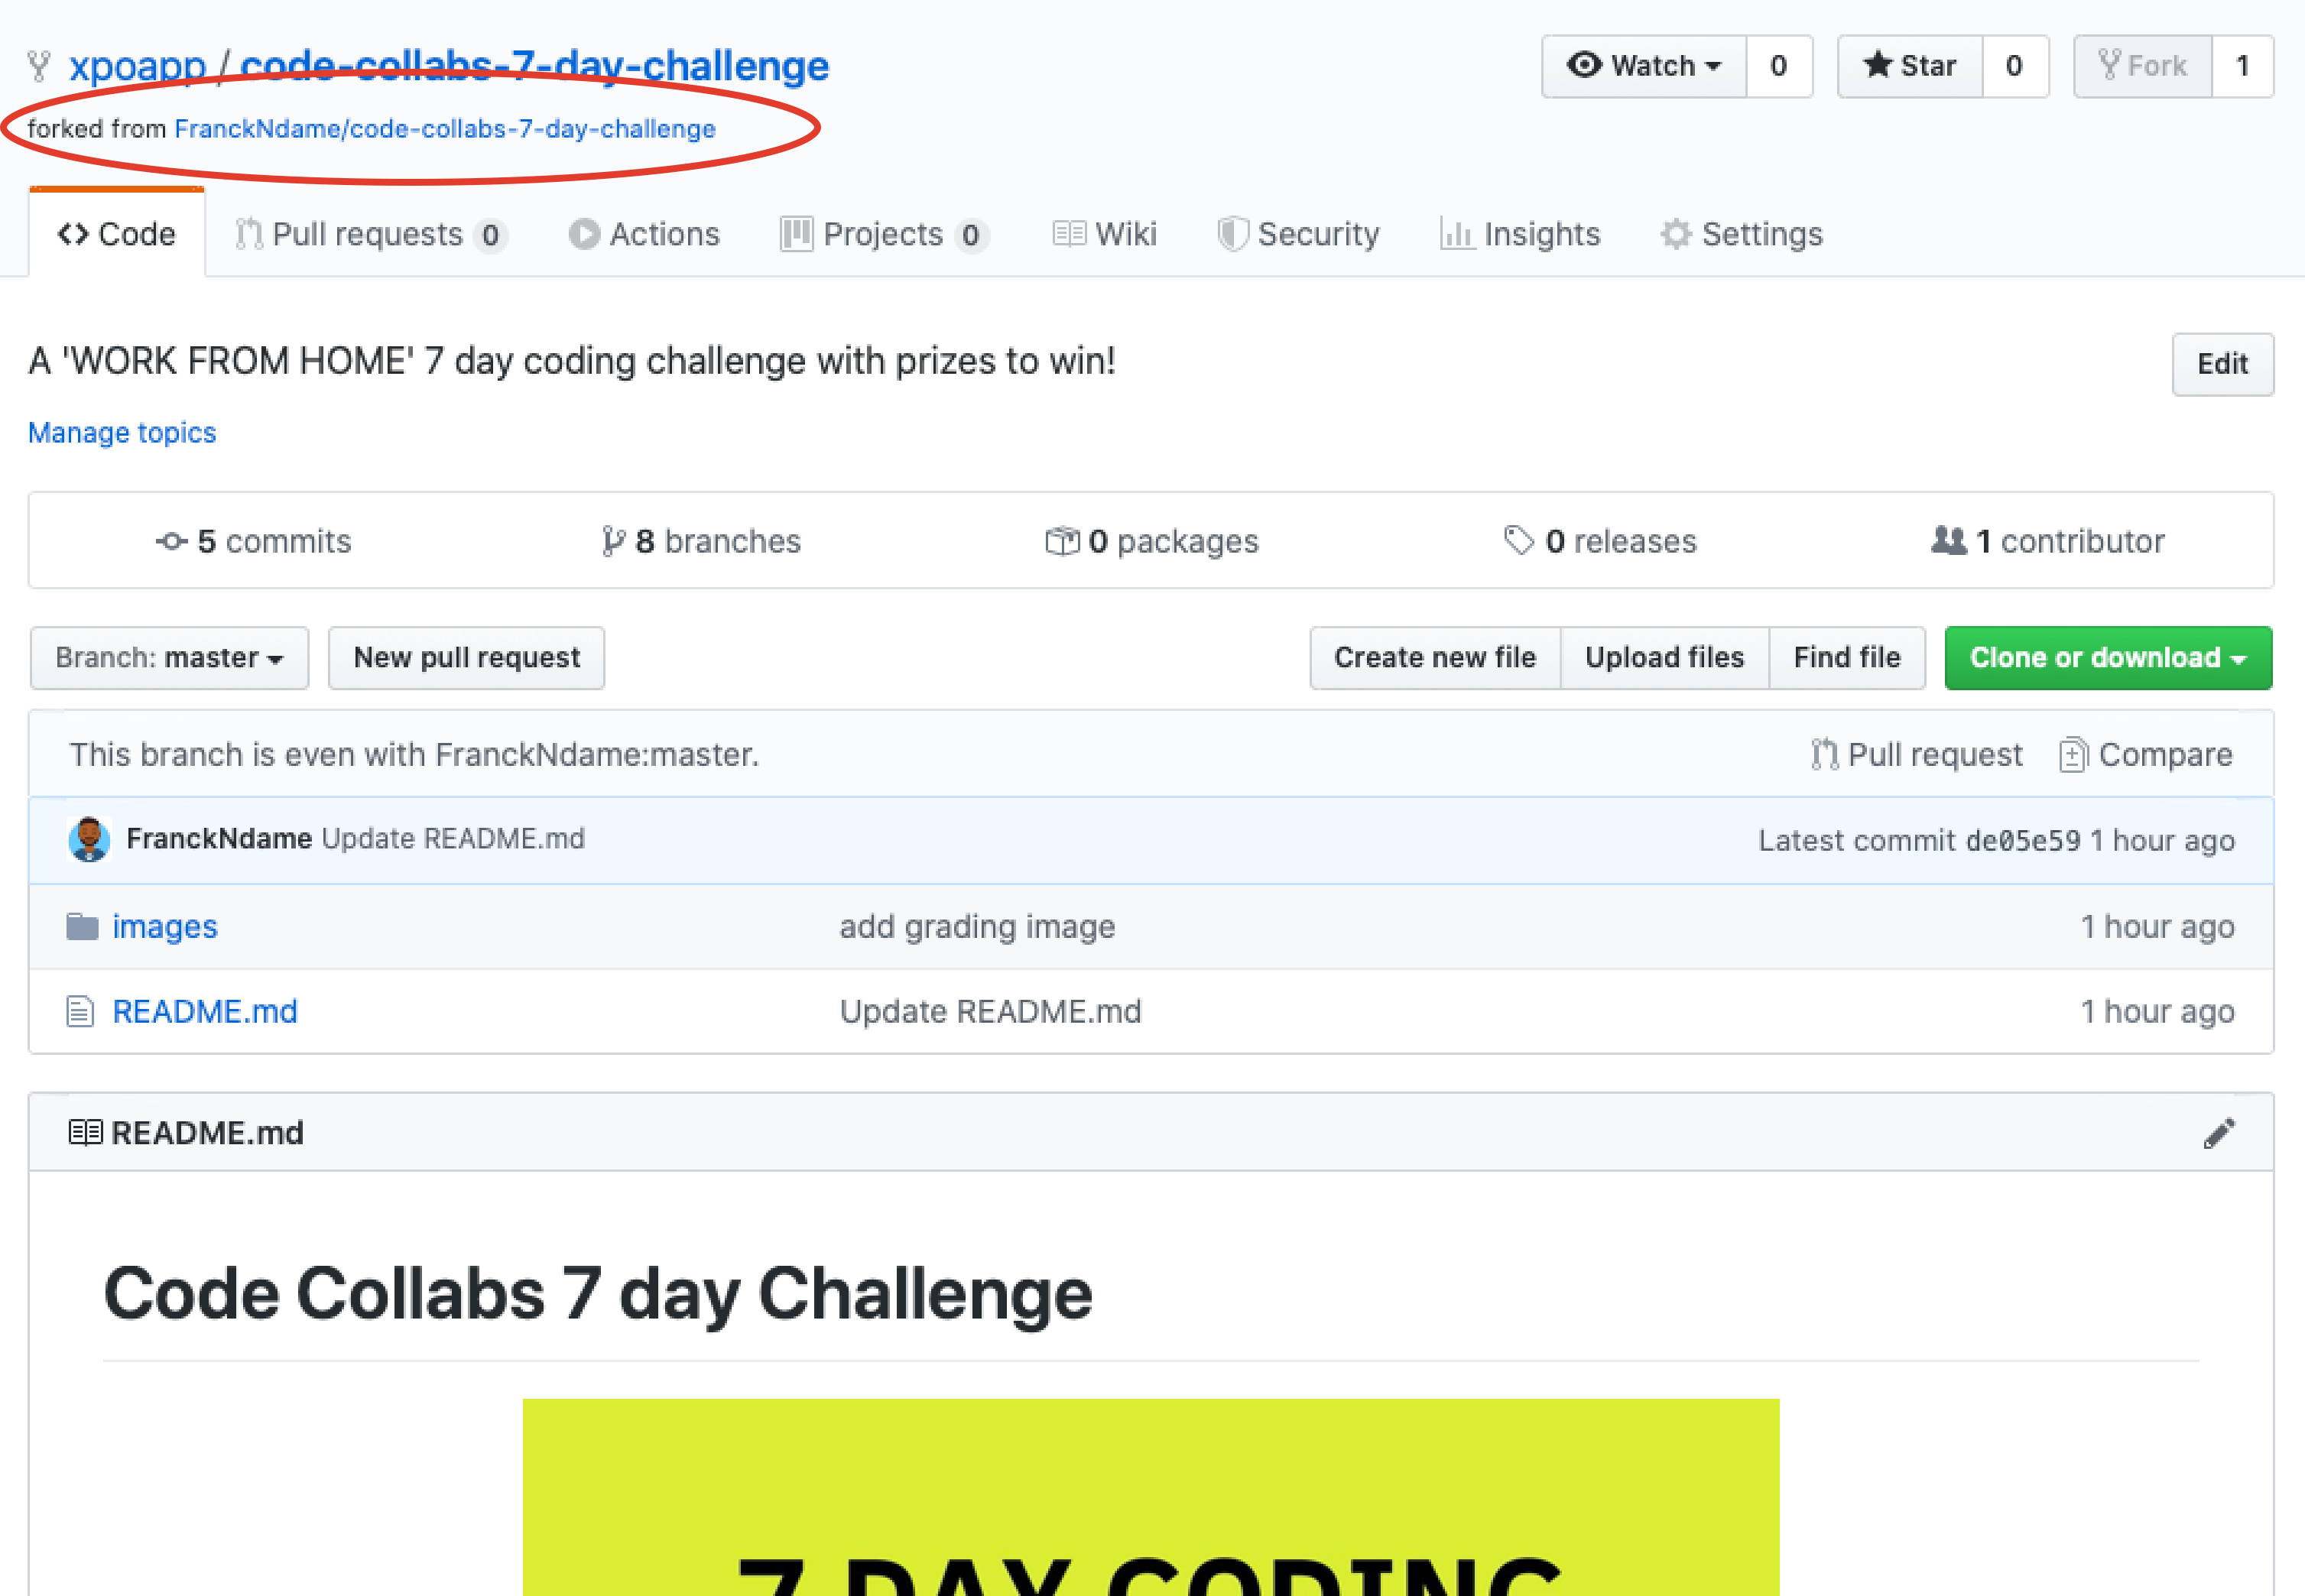 xpoapp / code-collabs-7-day-challenge
Watch 0 Star 0 Fork 1
forked from FranckNdame/code-collabs-7-day-challenge
Code Pull requests 0 Actions Projects 0 Wiki Security Insights Settings
A 'WORK FROM HOME' 7 day coding challenge with prizes to win!
Edit
Manage topics
5 commits 8 branches 0 packages 0 releases 1 contributor
Branch: master New pull request Create new file Upload files Find file Clone or download
This branch is even with FranckNdame:master. Pull request Compare
FranckNdame Update README.md Latest commit de05e59 1 hour ago
images add grading image 1 hour ago
README.md Update README.md 1 hour ago
README.md
Code Collabs 7 day Challenge
7 DAY CODING